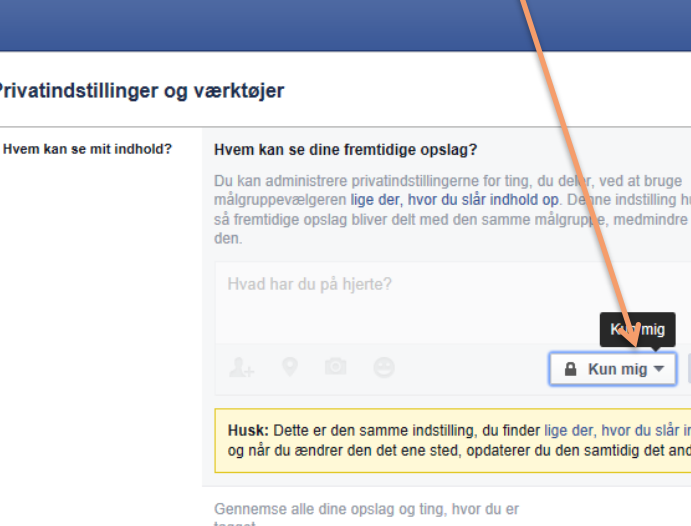 Privatindstillinger og værktøjer
Hvem kan se mit indhold?
Hvem kan se dine fremtidige opslag?
Du kan administrere privatindstillingerne for ting, du deler, ved at bruge
målgruppevælgeren lige der, hvor du slår indhold op. Denne indstilling hu
så fremtidige opslag bliver delt med den samme målgruppe, medmindre
den.
Hvad har du på hjerte?
Kun mig
Kun mig
Husk: Dette er den samme indstilling, du finder lige der, hvor du slår in
og når du ændrer den det ene sted, opdaterer du den samtidig det and
Gennemse alle dine opslag og ting, hvor du er
tagget